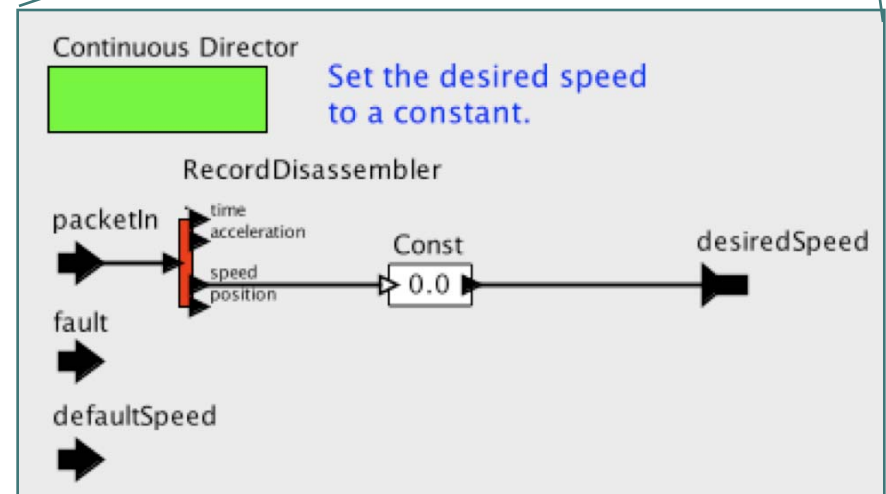 Continuous Director
Set the desired speed
to a constant.
RecordDisassembler
packetIn
time
acceleration
speed
position
Const
0.0
desiredSpeed
fault
defaultSpeed